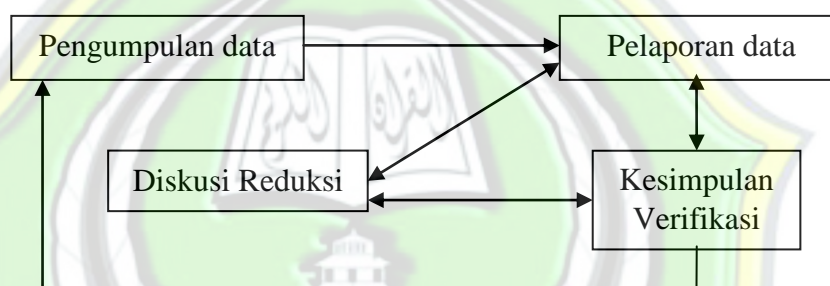 Pengumpulan data
Pelaporan data
Diskusi Reduksi
Kesimpulan
Verifikasi